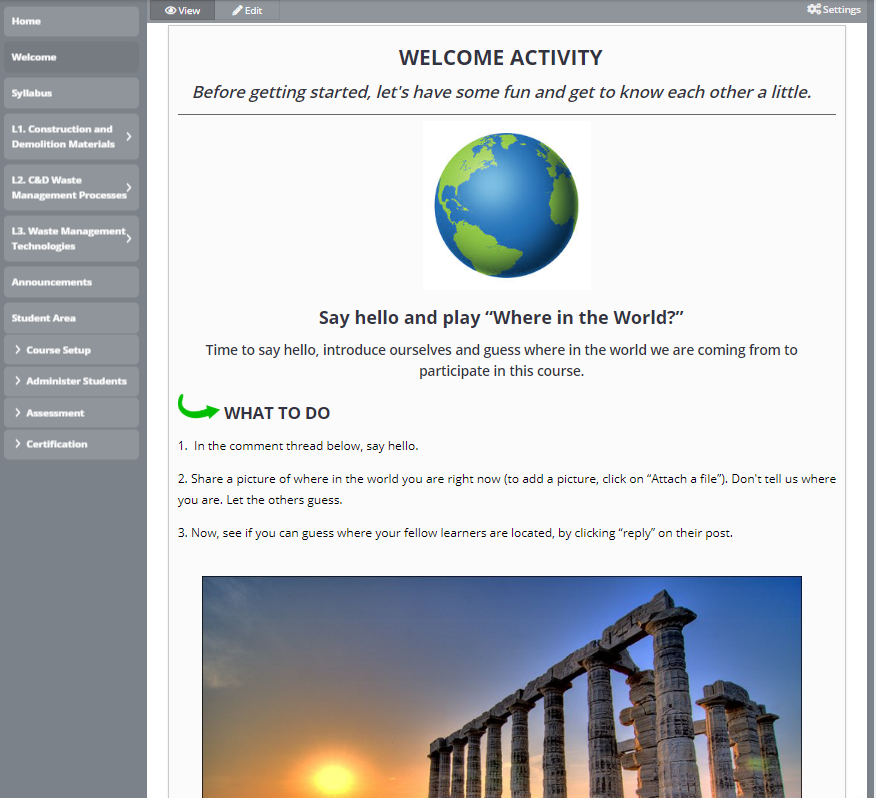 Home
Welcome
Syllabus
L1. Construction and
Demolition Materials
L2. C&D Waste
Management Processes
L3. Waste Management
Technologies
Announcements
Student Area
Course Setup
Administer Students
Assessment
Certification
View
Edit
Settings
WELCOME ACTIVITY
Before getting started, let's have some fun and get to know each other a little.
Say hello and play “Where in the World?”
Time to say hello, introduce ourselves and guess where in the world we are coming from to
participate in this course.
WHAT TO DO
1. In the comment thread below, say hello.
2. Share a picture of where in the world you are right now (to add a picture, click on “Attach a file”). Don't tell us where
you are. Let the others guess.
3. Now, see if you can guess where your fellow learners are located, by clicking “reply” on their post.